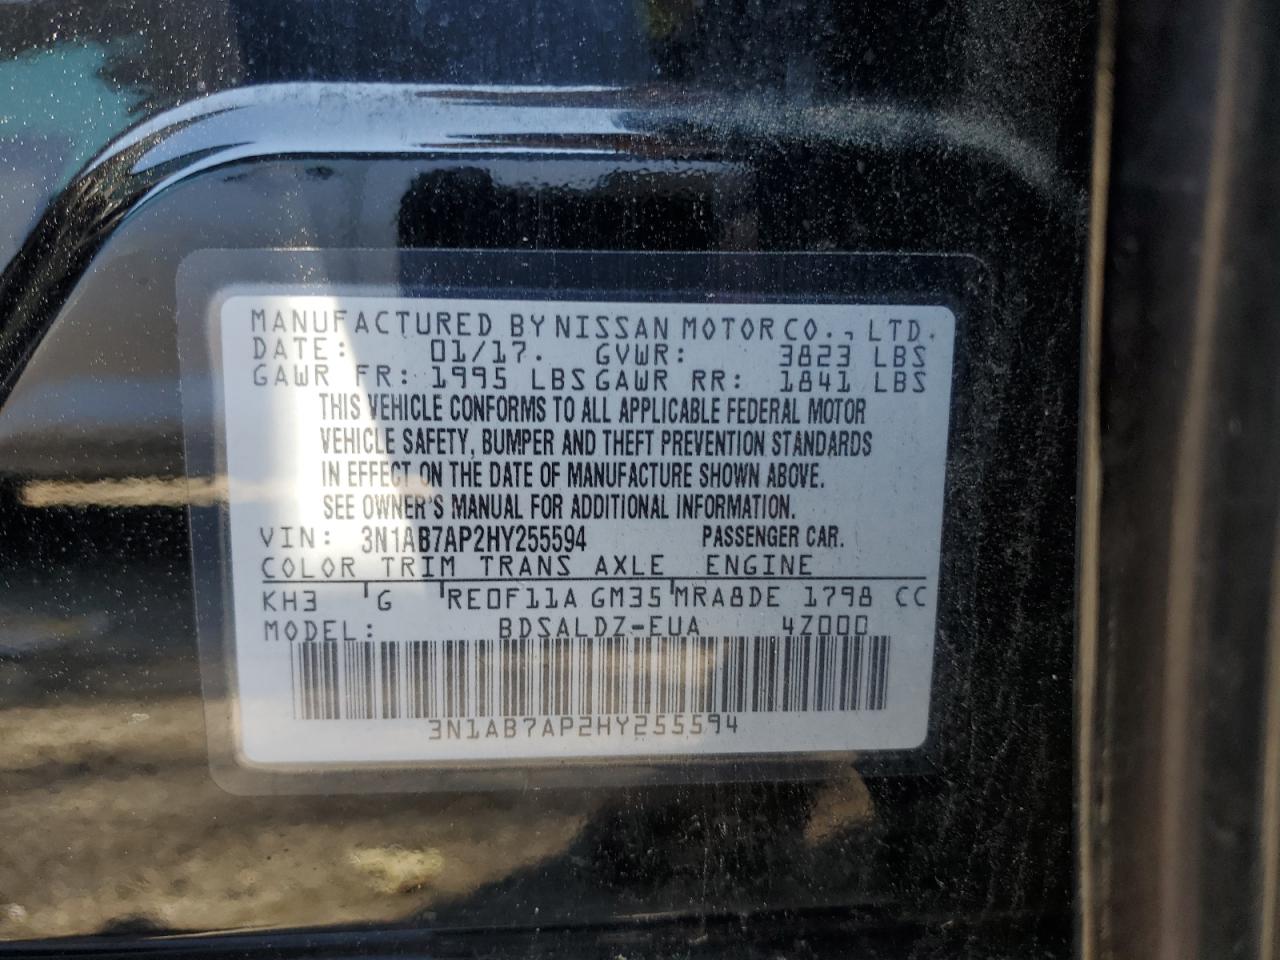 MANUFACTURED BY NISSAN MOTOR CO., LTD.
DATE: 01/17. GVWR: 3823 LBS
GAWR FR: 1995 LBS GAWR RR: 1841 LBS
THIS VEHICLE CONFORMS TO ALL APPLICABLE FEDERAL MOTOR
VEHICLE SAFETY, BUMPER AND THEFT PREVENTION STANDARDS
IN EFFECT ON THE DATE OF MANUFACTURE SHOWN ABOVE.
SEE OWNER'S MANUAL FOR ADDITIONAL INFORMATION.
VIN: 3N1AB7AP2HY255594 PASSENGER CAR.
COLOR TRIM TRANS AXLE ENGINE
KH3 G RE0F11A GM35 MRA8DE 1798 CC
MODEL: BDSALDZ-EUA 4Z000
3N1AB7AP2HY255594